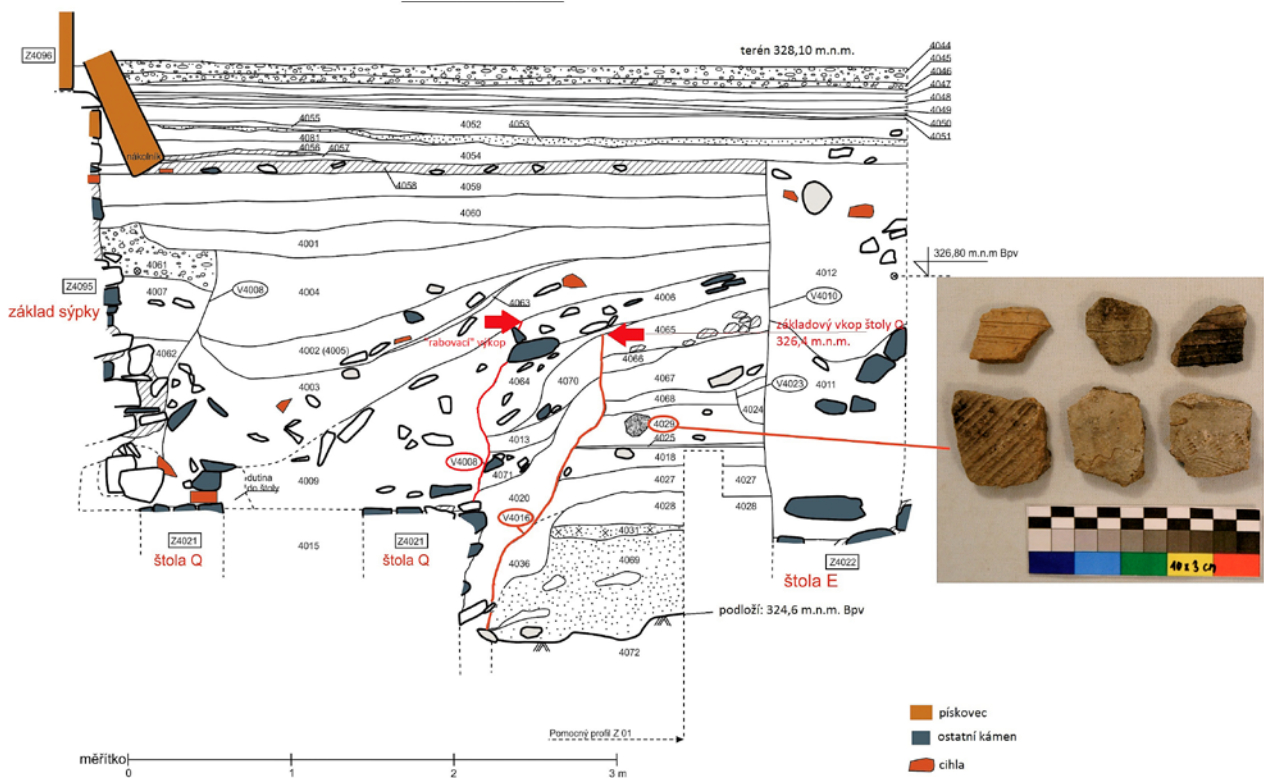 Z4096
terén 328,10 m.n.m.
4044
4045
4046
4047
4048
4049
4050
4051
4055
4052
4053
4081
4056
4057
4054
nákolník
4058
4059
4060
4001
326,80 m.n.m Bpv
4061
4007
V4008
4004
4012
Z4095
základ sýpky
4063
4006
V4010
"rabovací" výkop
4065
základový vkop štoly Q
326,4 m.n.m.
4062
4002 (4005)
4066
4003
4064
4070
4067
V4023
4011
4068
4024
4029
4013
4025
V4008
4071
4018
dutina
do štoly
4009
4020
4027
4027
4028
4028
V4016
4031
Z4021
štola Q
4015
Z4021
štola Q
4036
4069
Z4022
štola E
10 x 3 cm
podloží: 324,6 m.n.m. Bpv
4072
pískovec
Pomocný profil Z 01
ostatní kámen
měřítko
cihla
0
1
2
3 m